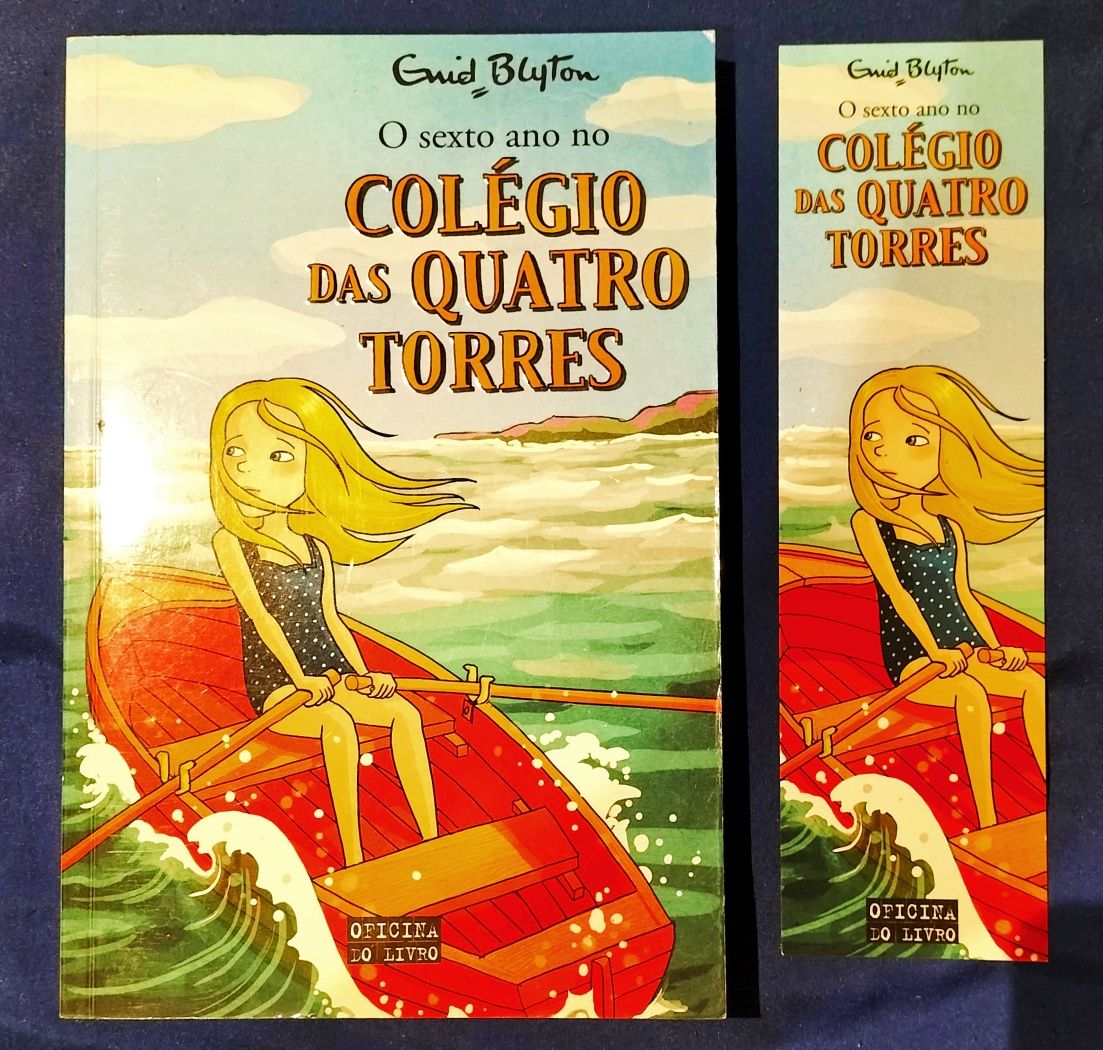 Enid Blyton
O sexto ano no
COLÉGIO
DAS QUATRO
TORRES
OFICINA
DO LIVRO
Enid Blyton
O sexto ano no
COLÉGIO
DAS QUATRO
TORRES
OFICINA
DO LIVRO